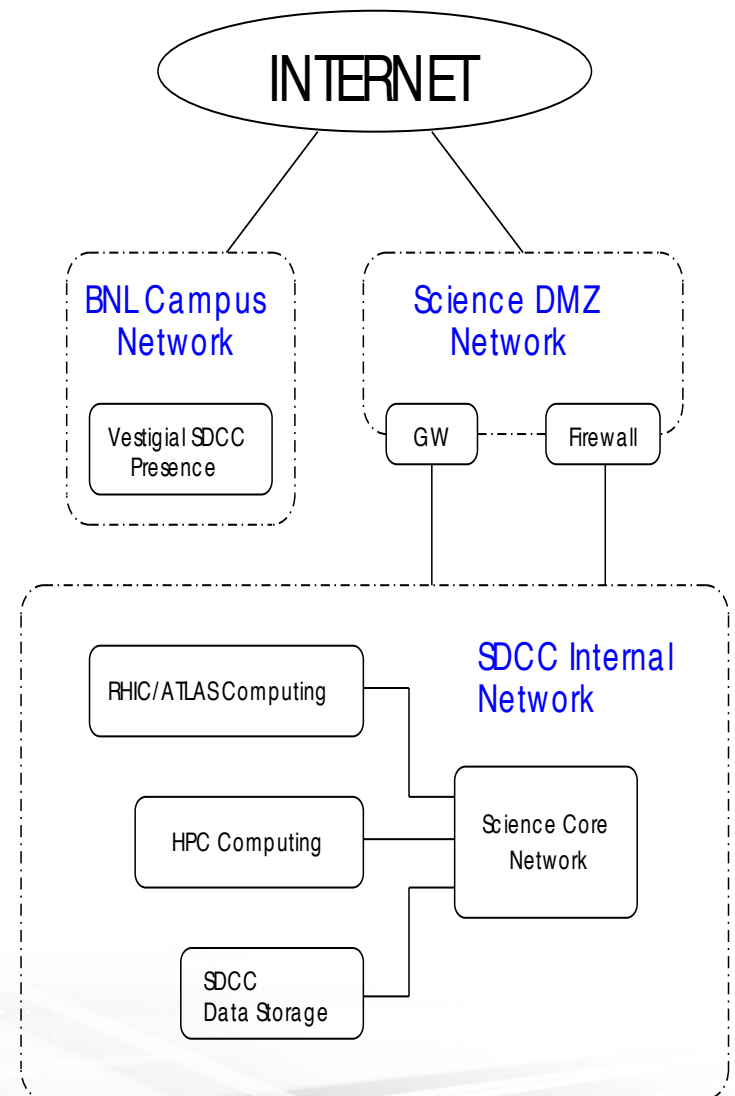 INTERNET
BNL Campus
Network
Science DMZ
Network
Vestigial SDCC
Presence
GW
Firewall
SDCC Internal
Network
RHIC/ATLAS Computing
HPC Computing
Science Core
Network
SDCC
Data Storage